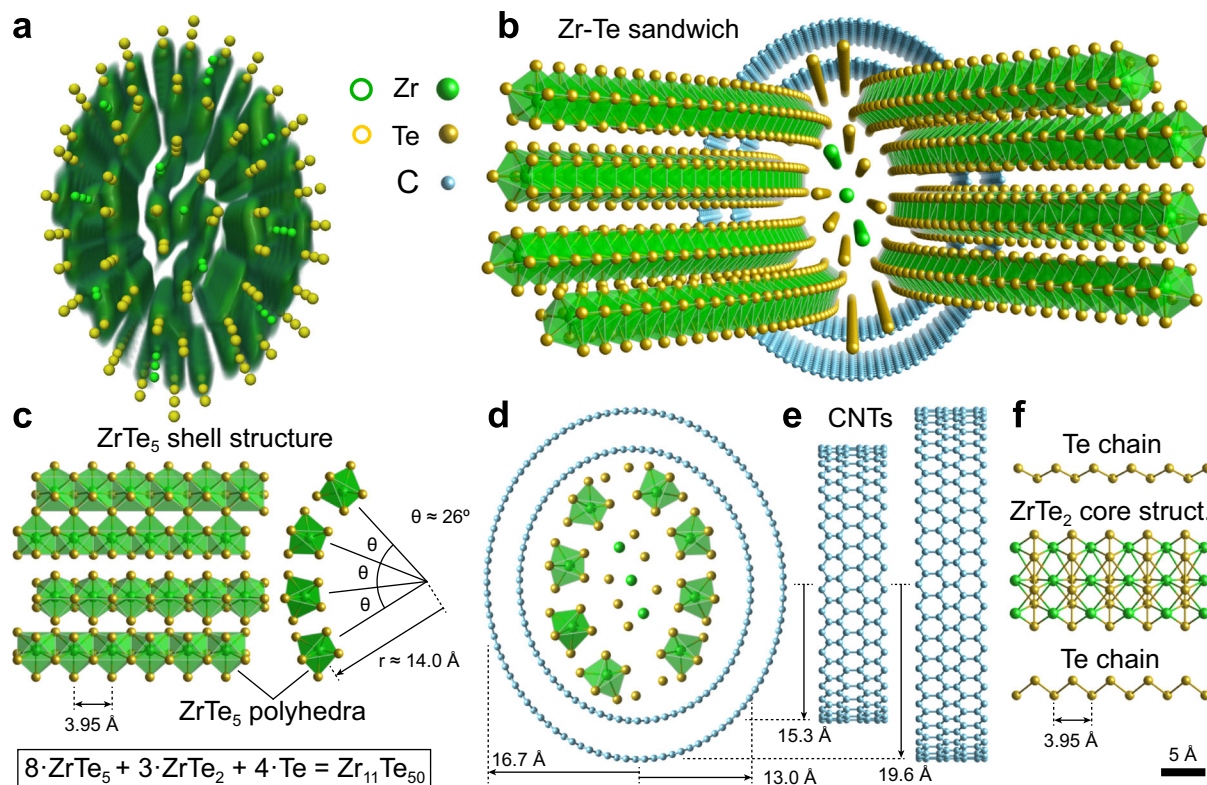 a
b
Zr-Te sandwich
Zr
Te
C
c
ZrTe₅ shell structure
θ ≈ 26º
θ
θ
θ
r ≈ 14.0 Å
ZrTe₅ polyhedra
3.95 Å
8·ZrTe₅ + 3·ZrTe₂ + 4·Te = Zr₁₁Te₅₀
d
16.7 Å
13.0 Å
e
CNTs
15.3 Å
19.6 Å
f
Te chain
ZrTe₂ core struct.
Te chain
3.95 Å
5 Å